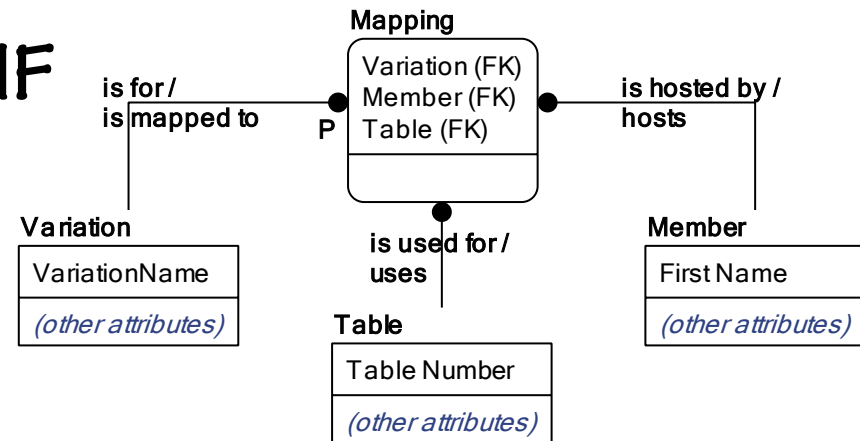 Mapping
Variation (FK)
Member (FK)
Table (FK)
is for /
is mapped to
P
is hosted by /
hosts
is used for /
uses
Variation
VariationName
(other attributes)
Table
Table Number
(other attributes)
Member
First Name
(other attributes)